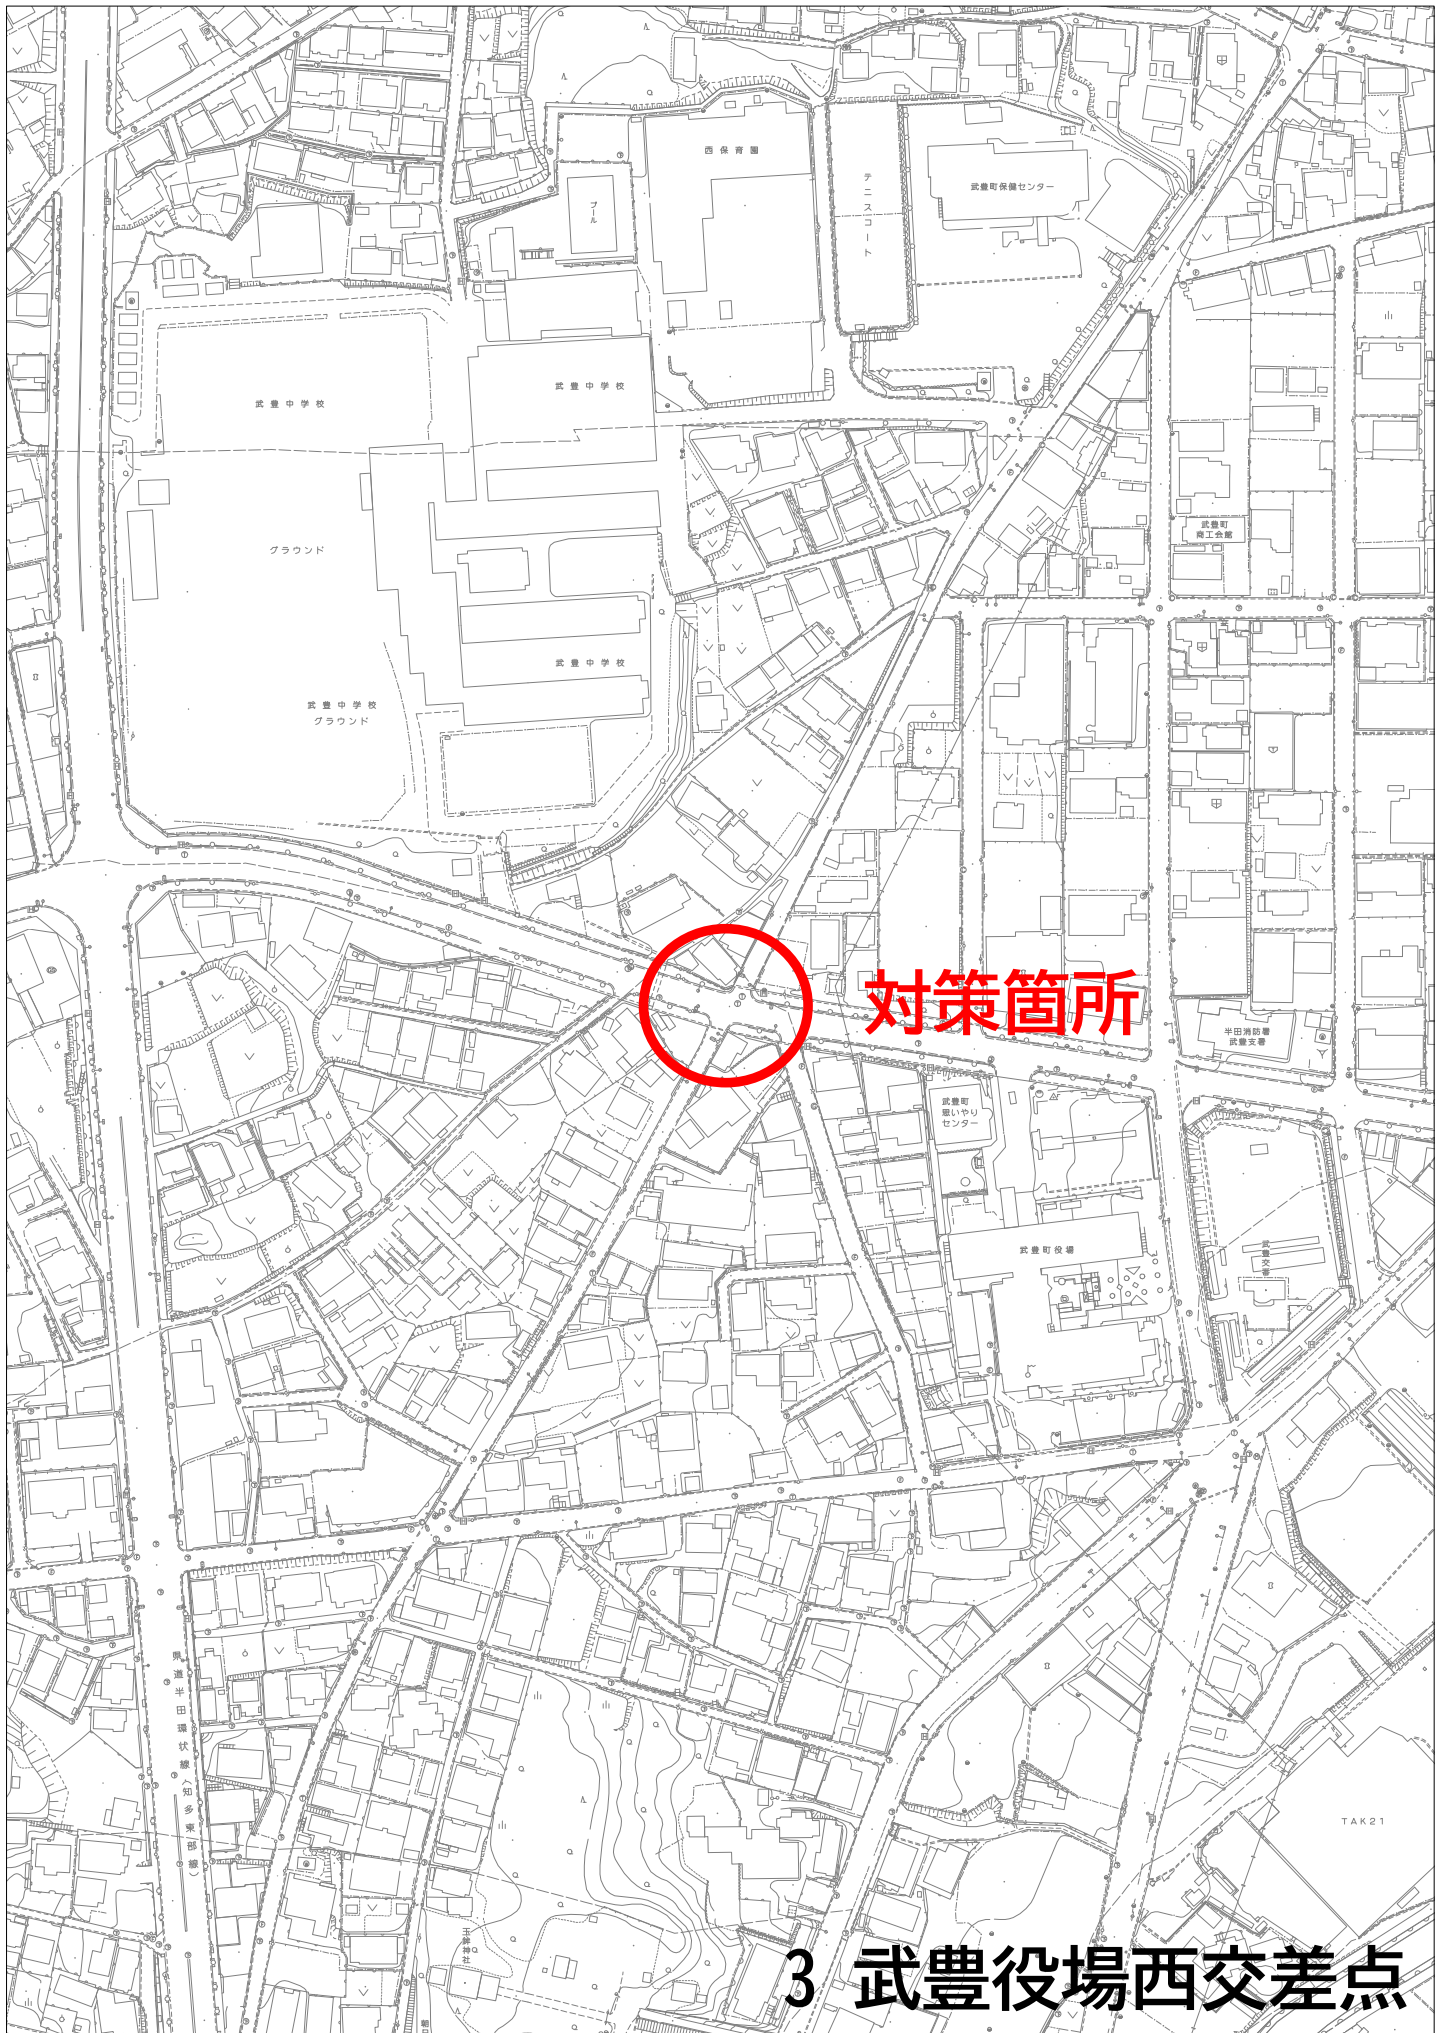 西保育園
プール
テニスコート
武豊町保健センター
武豊中学校
武豊中学校
武豊町
商工会館
グラウンド
武豊中学校
武豊中学校
グラウンド
対策箇所
半田消防署
武豊支署
武豊町
思いやり
センター
武豊町役場
武豊交番
県道半田環状線(知多東部線)
TAK21
3 武豊役場西交差点